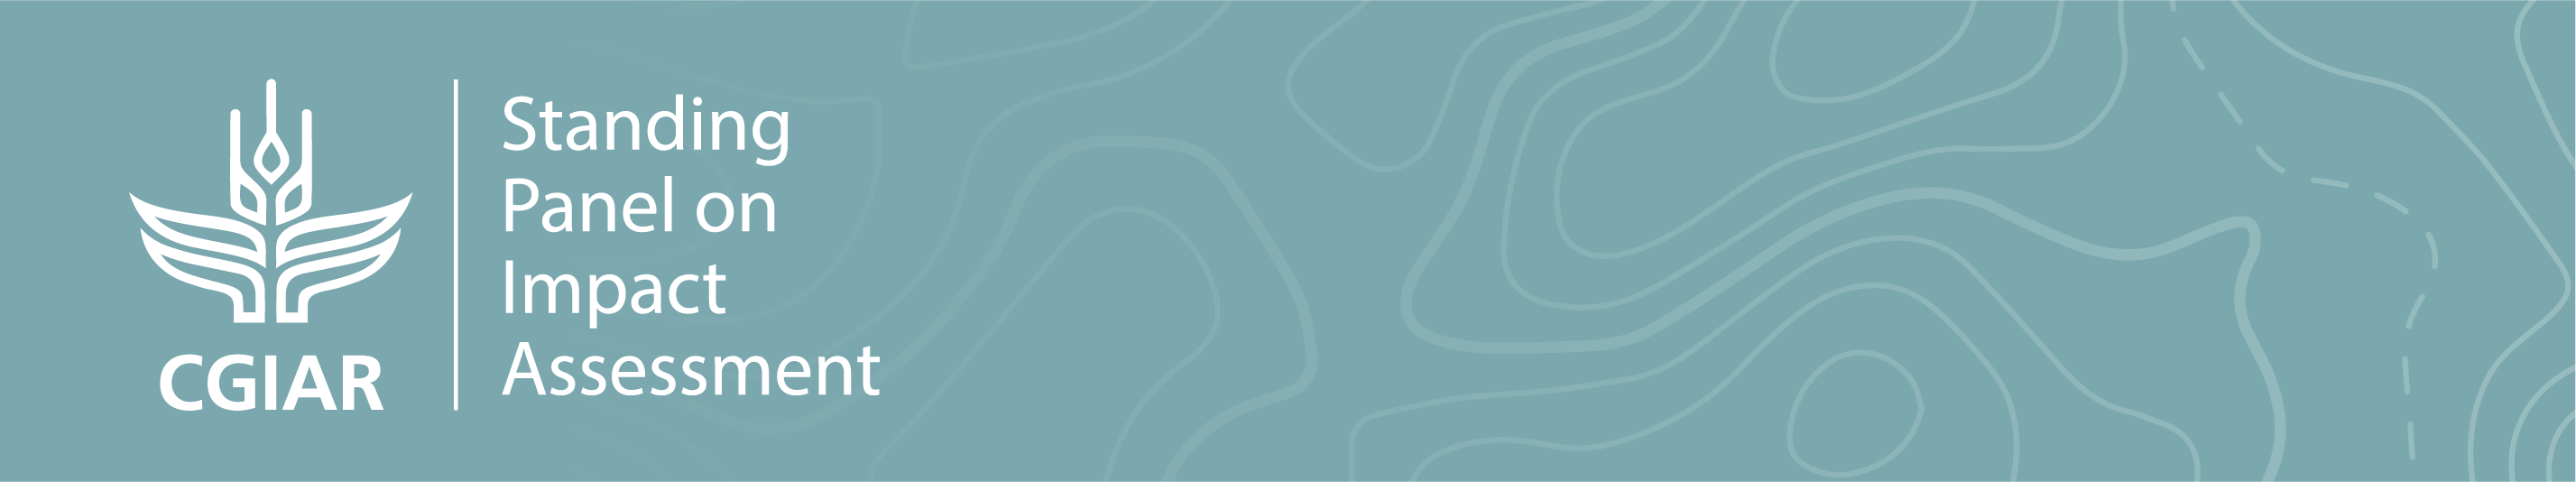 CGIAR
Standing
Panel on
Impact
Assessment